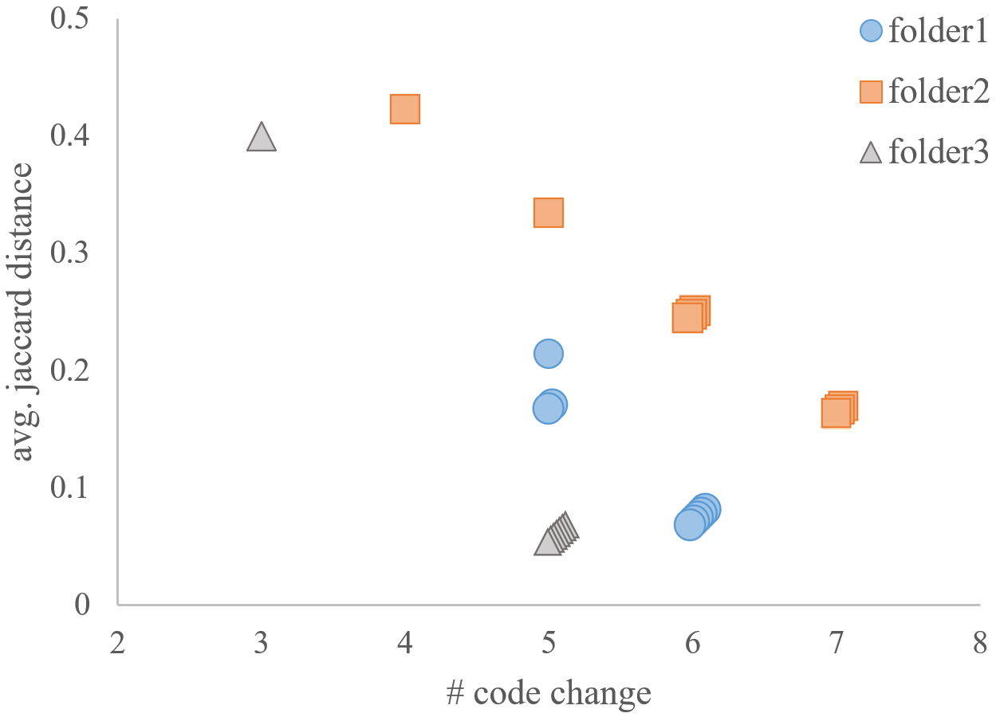 0.5
0.4
0.3
0.2
0.1
0
avg. jaccard distance
folder1
folder2
folder3
2 3 4 5 6 7 8
# code change